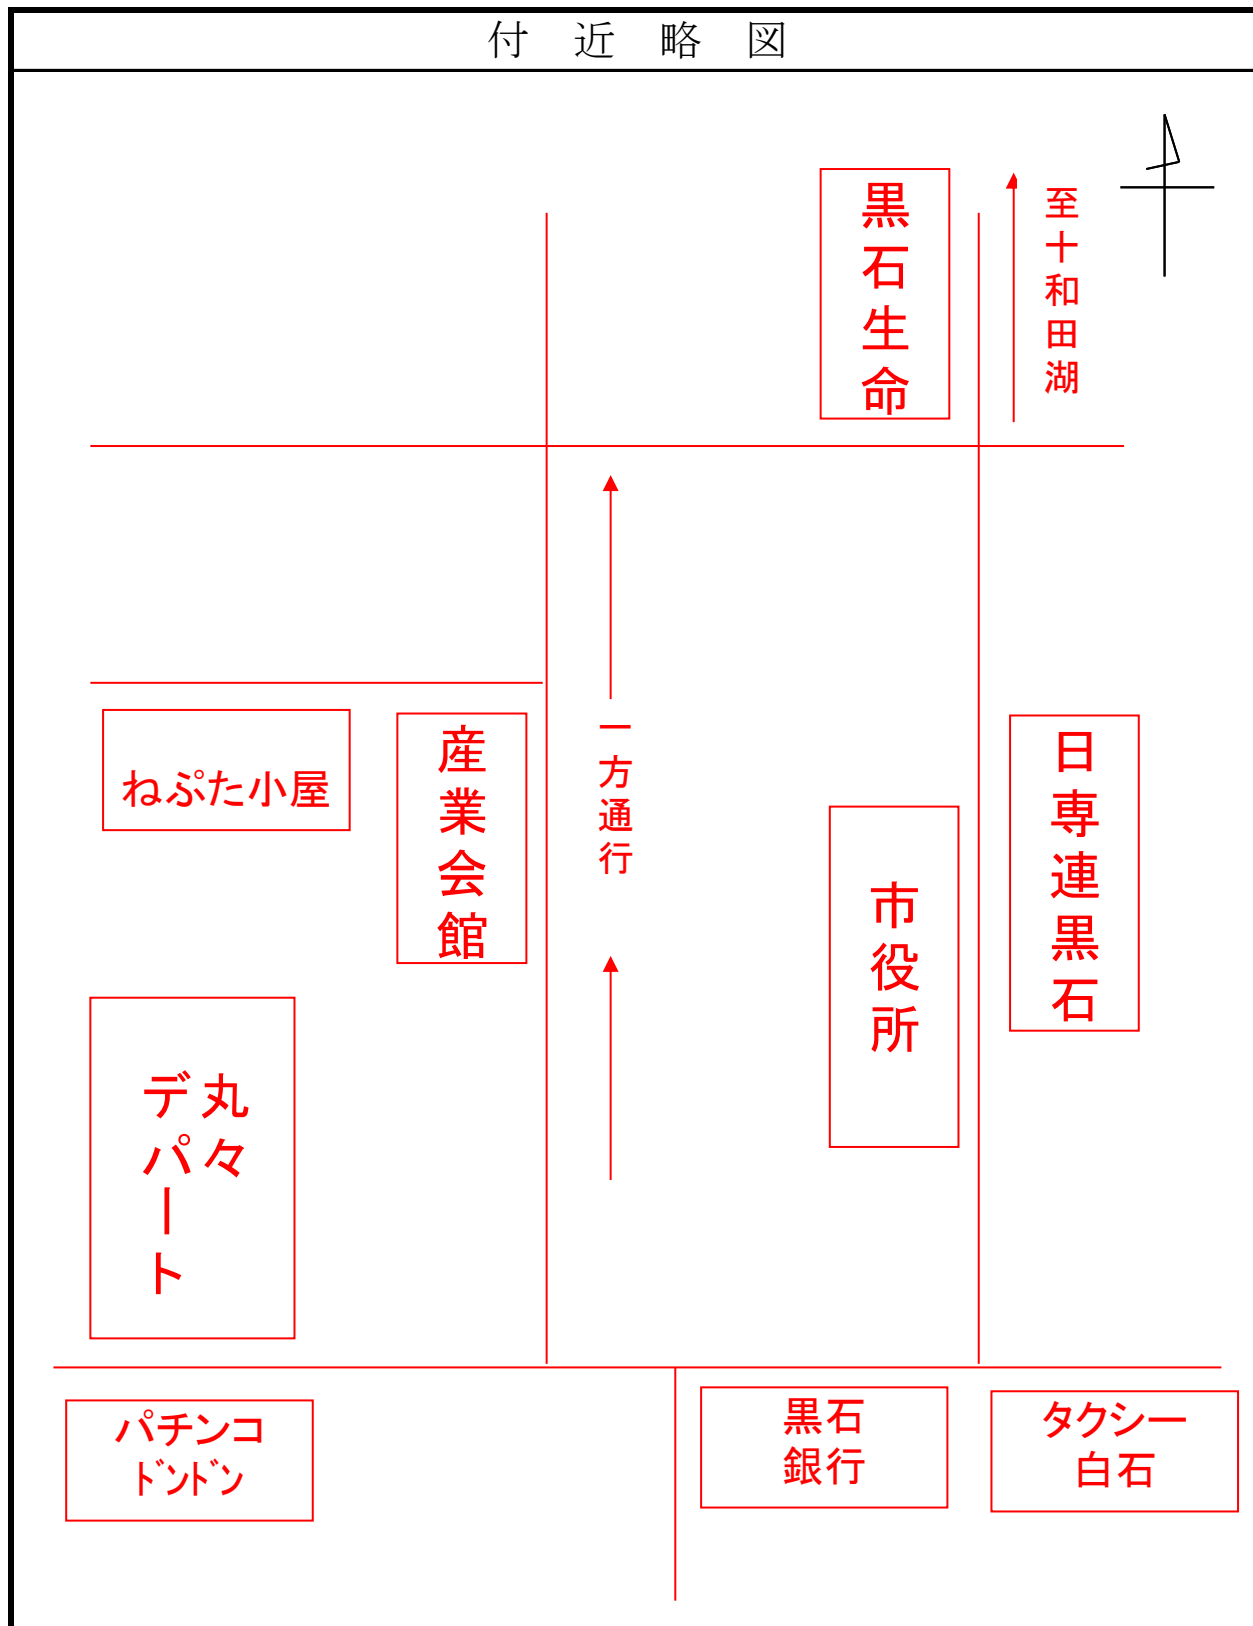 付近略図
黒石生命
至十和田湖
一方通行
ねぷた小屋
産業会館
日専連黒石
市役所
丸々
デパート
パチンコ
ﾄﾞﾝﾄﾞﾝ
黒石
銀行
タクシー
白石